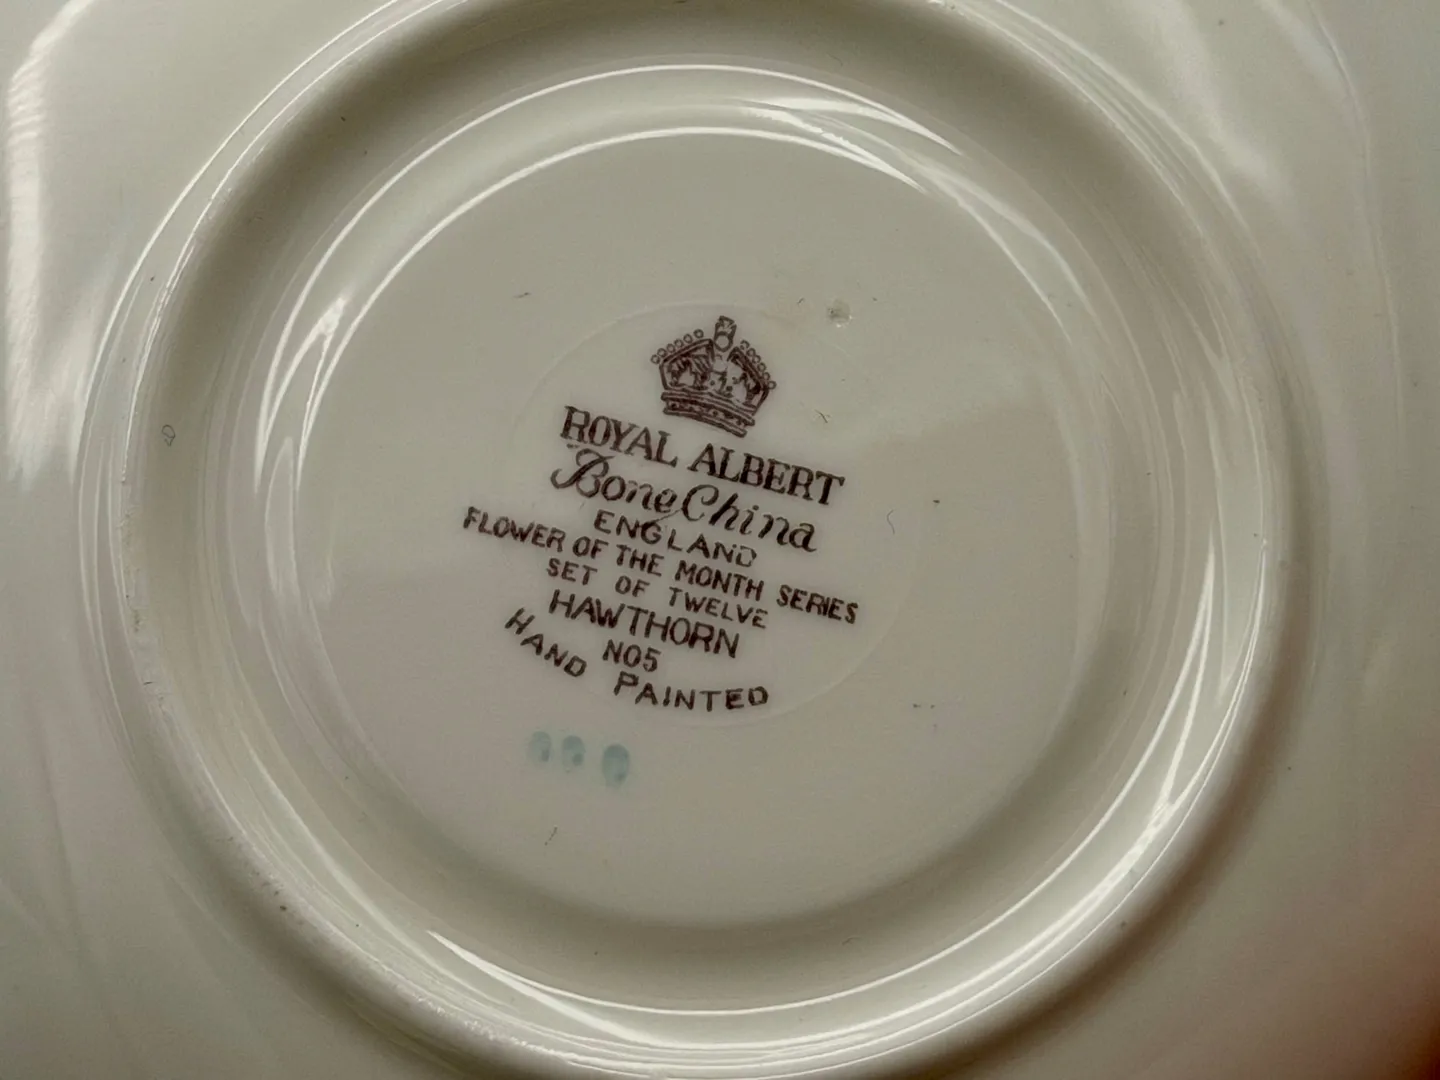 ROYAL ALBERT
Bone China
ENGLAND
FLOWER OF THE MONTH SERIES
SET OF TWELVE
HAWTHORN
NO5
HAND PAINTED